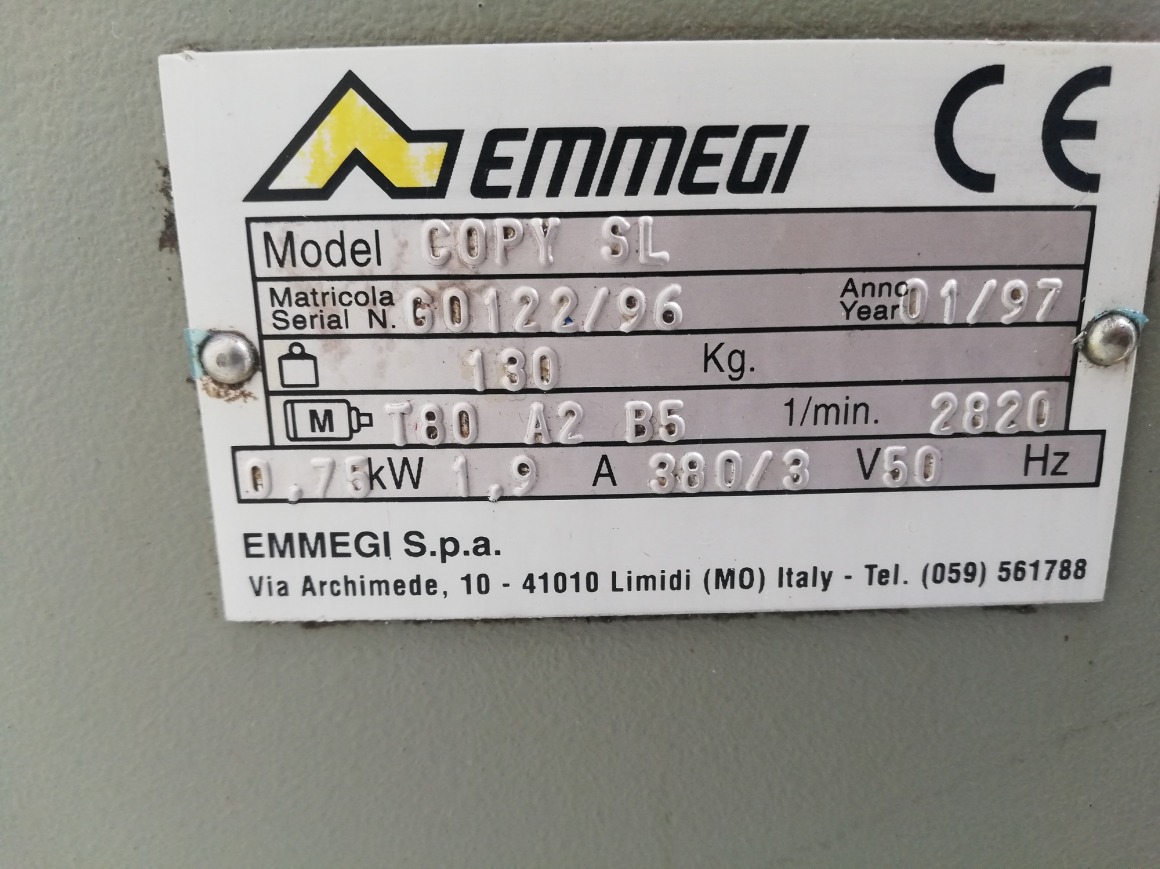 EMMEGI CE
Model COPY SL
Matricola Serial N. G0122/96 Anno Year 01/97
130 Kg.
M T80 A2 B5 1/min. 2820
0,75 kW 1,9 A 380/3 V 50 Hz
EMMEGI S.p.a.
Via Archimede, 10 - 41010 Limidi (MO) Italy - Tel. (059) 561788